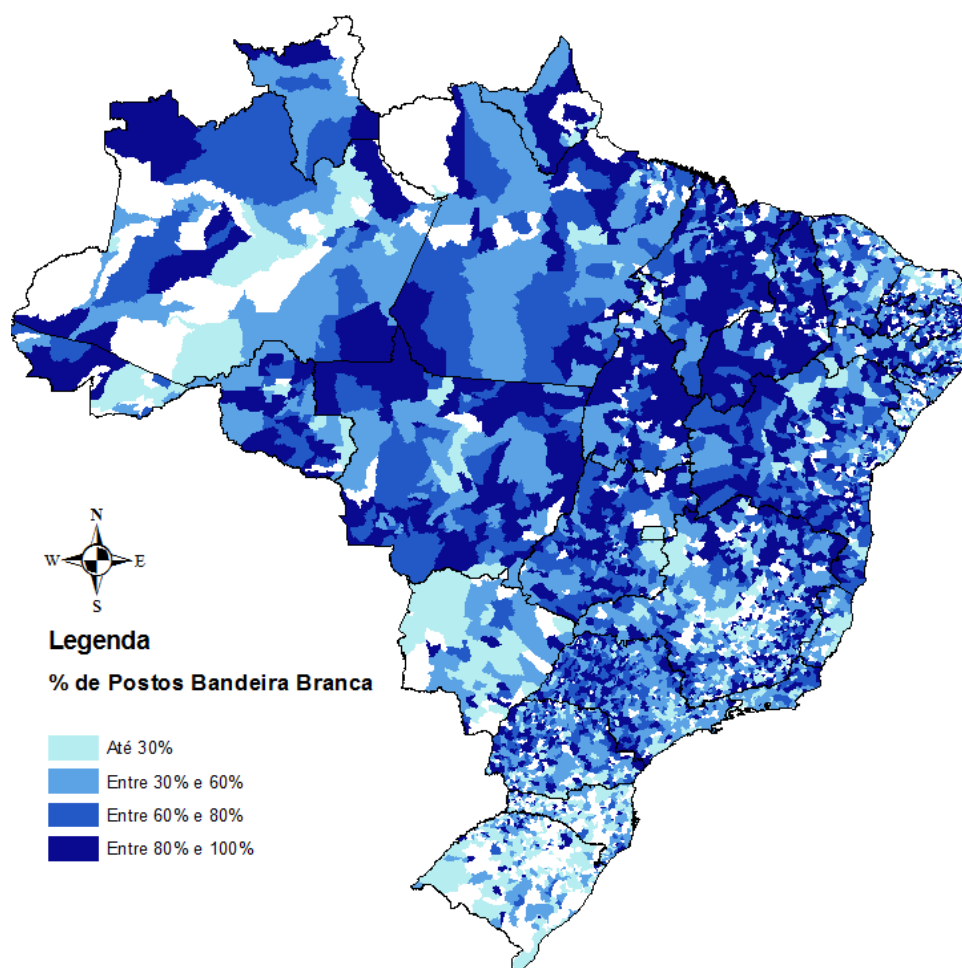 N
W E
S
Legenda
% de Postos Bandeira Branca
Até 30%
Entre 30% e 60%
Entre 60% e 80%
Entre 80% e 100%